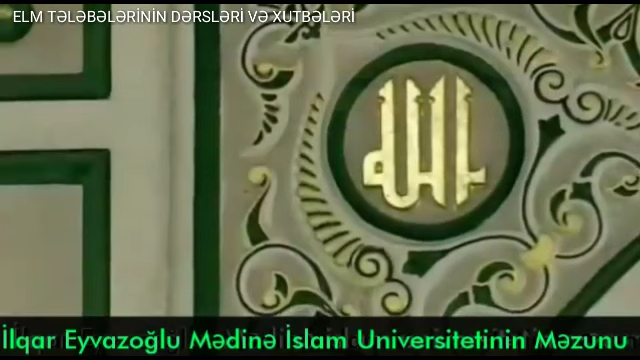 ELM TƏLƏBƏLƏRİNİN DƏRSLƏRİ VƏ XUTBƏLƏRİ
الله
İlqar Eyvazoğlu Mədinə İslam Universitetinin Məzunu